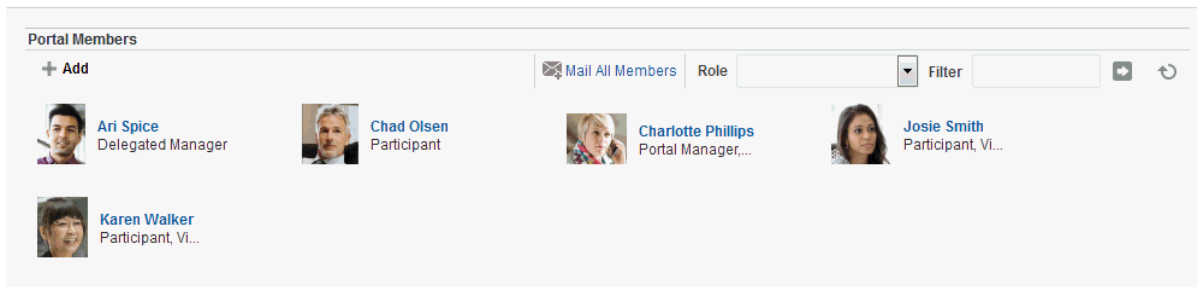 Portal Members
Add
Mail All Members Role Filter
Ari Spice
Delegated Manager
Chad Olsen
Participant
Charlotte Phillips
Portal Manager,...
Josie Smith
Participant, Vi...
Karen Walker
Participant, Vi...